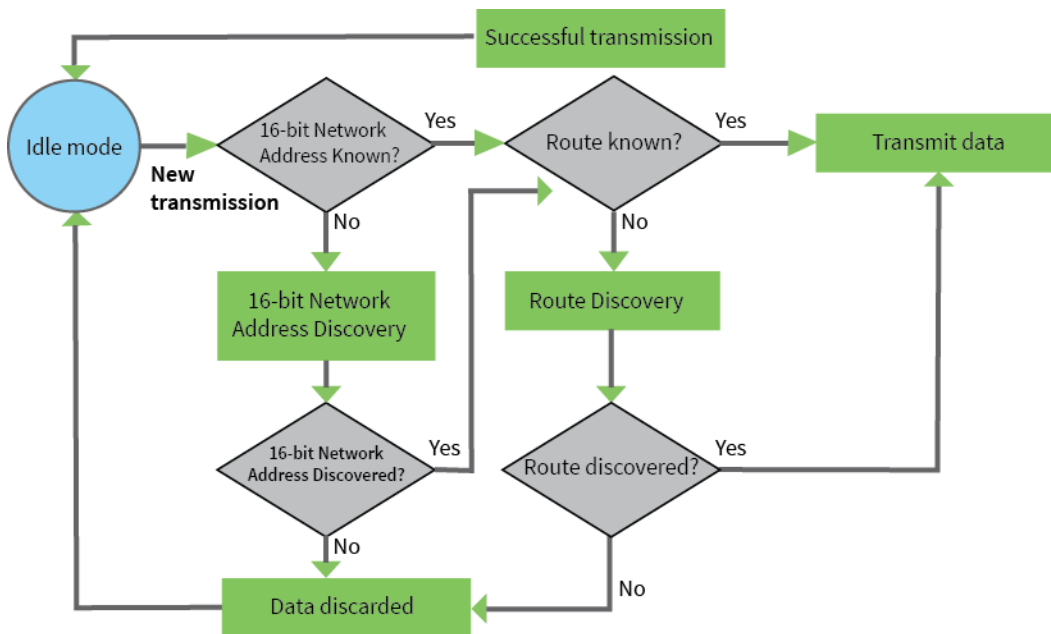 Successful transmission
Idle mode
New
transmission
16-bit Network
Address Known?
Yes
No
Route known?
Yes
No
Transmit data
16-bit Network
Address Discovery
Route Discovery
16-bit Network
Address Discovered?
Yes
No
Route discovered?
Yes
No
Data discarded